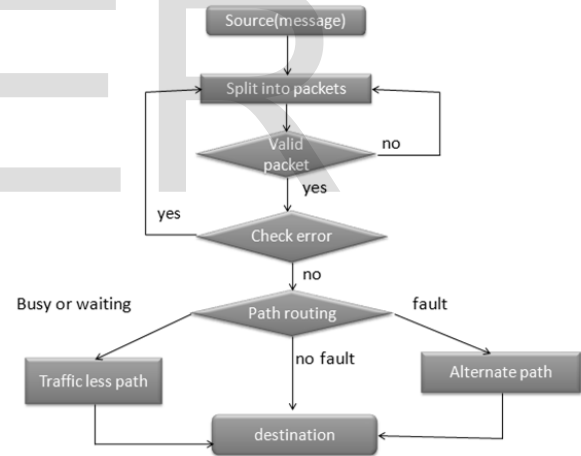 Source(message)
Split into packets
Valid
packet
no
yes
yes
Check error
no
Busy or waiting
Path routing
fault
no fault
Traffic less path
Alternate path
destination